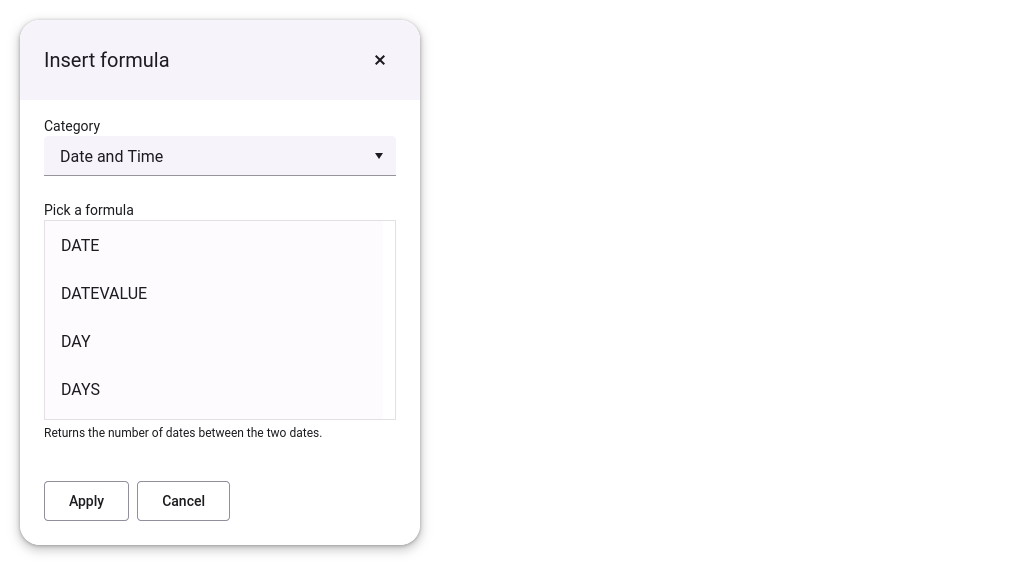 Insert formula
Category
Date and Time
Pick a formula
DATE
DATEVALUE
DAY
DAYS
Returns the number of dates between the two dates.
Apply Cancel